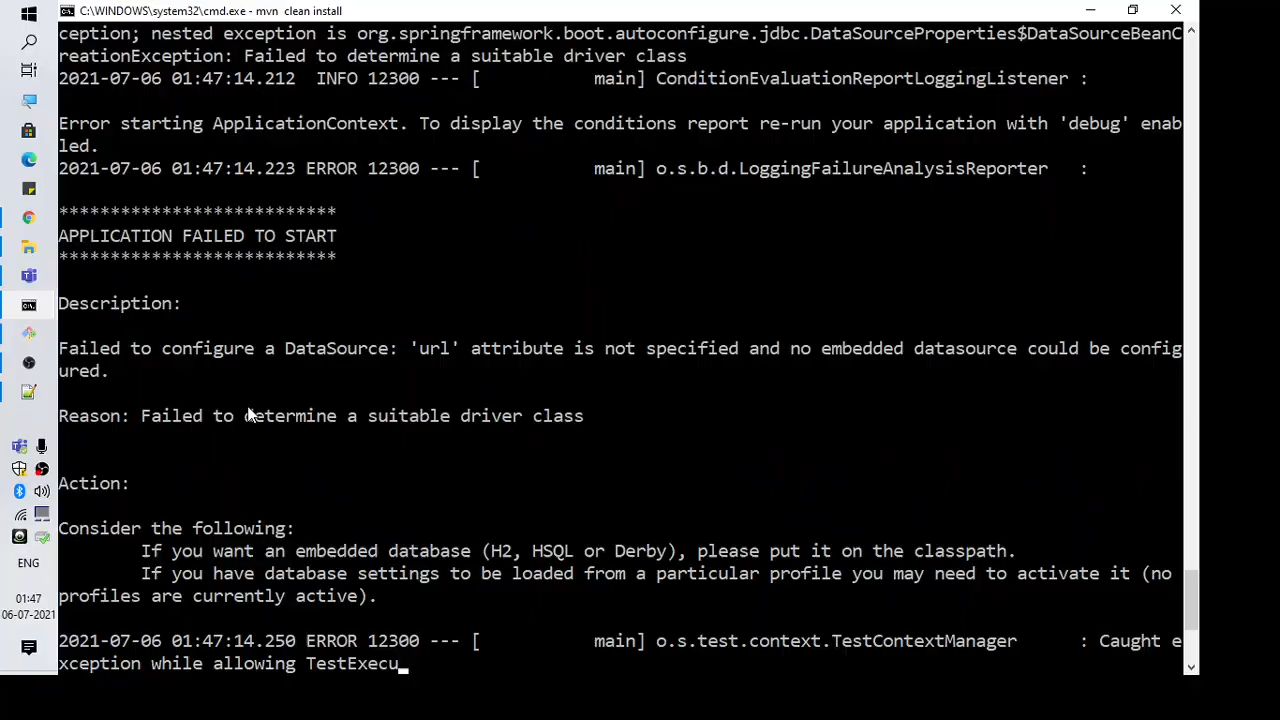 C:\WINDOWS\system32\cmd.exe - mvn  clean install
ception; nested exception is org.springframework.boot.autoconfigure.jdbc.DataSourceProperties$DataSourceBeanC
reationException: Failed to determine a suitable driver class
2021-07-06 01:47:14.212  INFO 12300 --- [           main] ConditionEvaluationReportLoggingListener :
Error starting ApplicationContext. To display the conditions report re-run your application with 'debug' enab
led.
2021-07-06 01:47:14.223 ERROR 12300 --- [           main] o.s.b.d.LoggingFailureAnalysisReporter   :
***************************
APPLICATION FAILED TO START
***************************
Description:
Failed to configure a DataSource: 'url' attribute is not specified and no embedded datasource could be config
ured.
Reason: Failed to determine a suitable driver class
Action:
Consider the following:
If you want an embedded database (H2, HSQL or Derby), please put it on the classpath.
If you have database settings to be loaded from a particular profile you may need to activate it (no
profiles are currently active).
2021-07-06 01:47:14.250 ERROR 12300 --- [           main] o.s.test.context.TestContextManager      : Caught e
xception while allowing TestExecu
ENG
01:47
06-07-2021